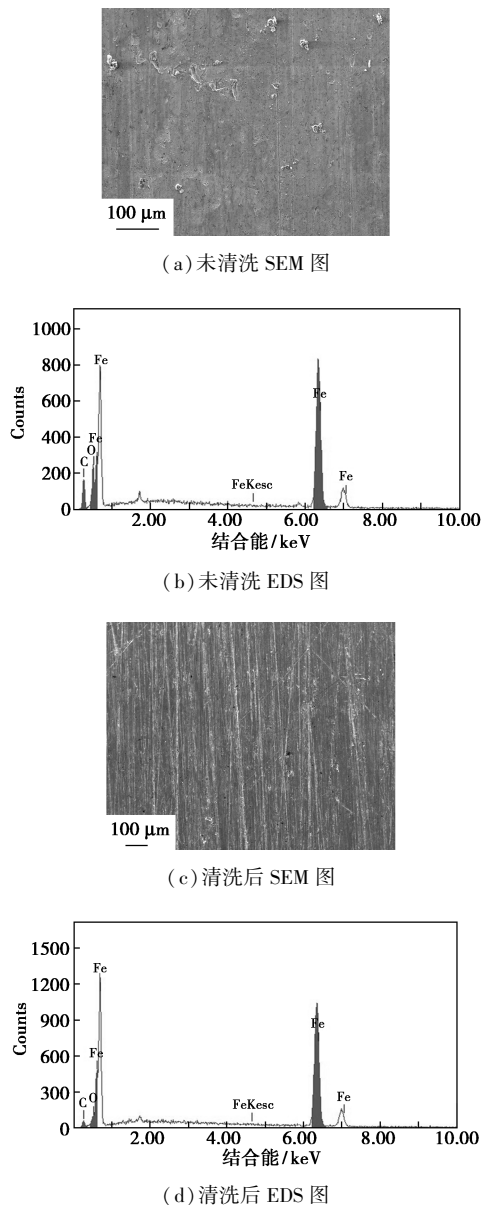 100 μm
(a)未清洗 SEM 图
1000
800
600
400
200
0
Counts
C
O
Fe
Fe
FeKesc
Fe
Fe
2.00
4.00
6.00
8.00
10.00
结合能/keV
(b)未清洗 EDS 图
100 μm
(c)清洗后 SEM 图
1500
1200
900
600
300
0
Counts
C
O
Fe
Fe
FeKesc
Fe
Fe
2.00
4.00
6.00
8.00
10.00
结合能/keV
(d)清洗后 EDS 图